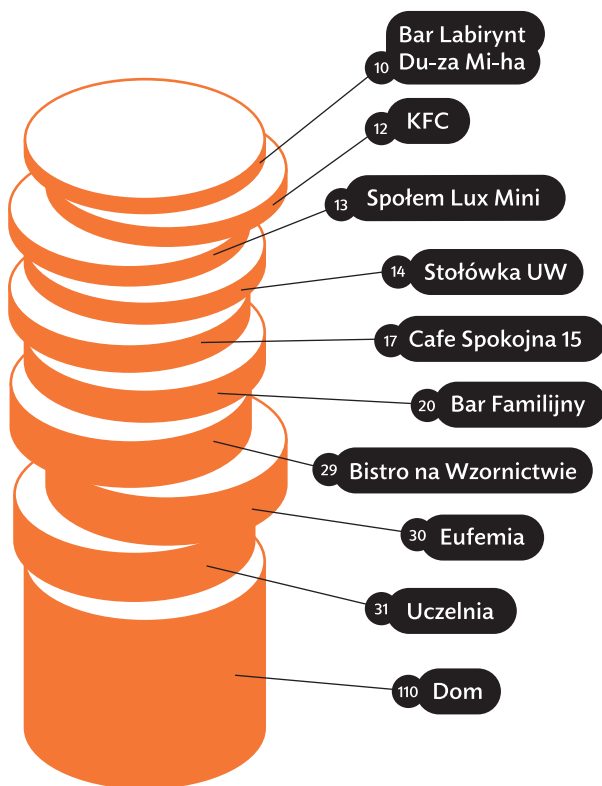 Bar Labirynt
10 Du-za Mi-ha
12 KFC
13 Społem Lux Mini
14 Stołówka UW
17 Cafe Spokojna 15
20 Bar Familijny
29 Bistro na Wzornictwie
30 Eufemia
31 Uczelnia
110 Dom